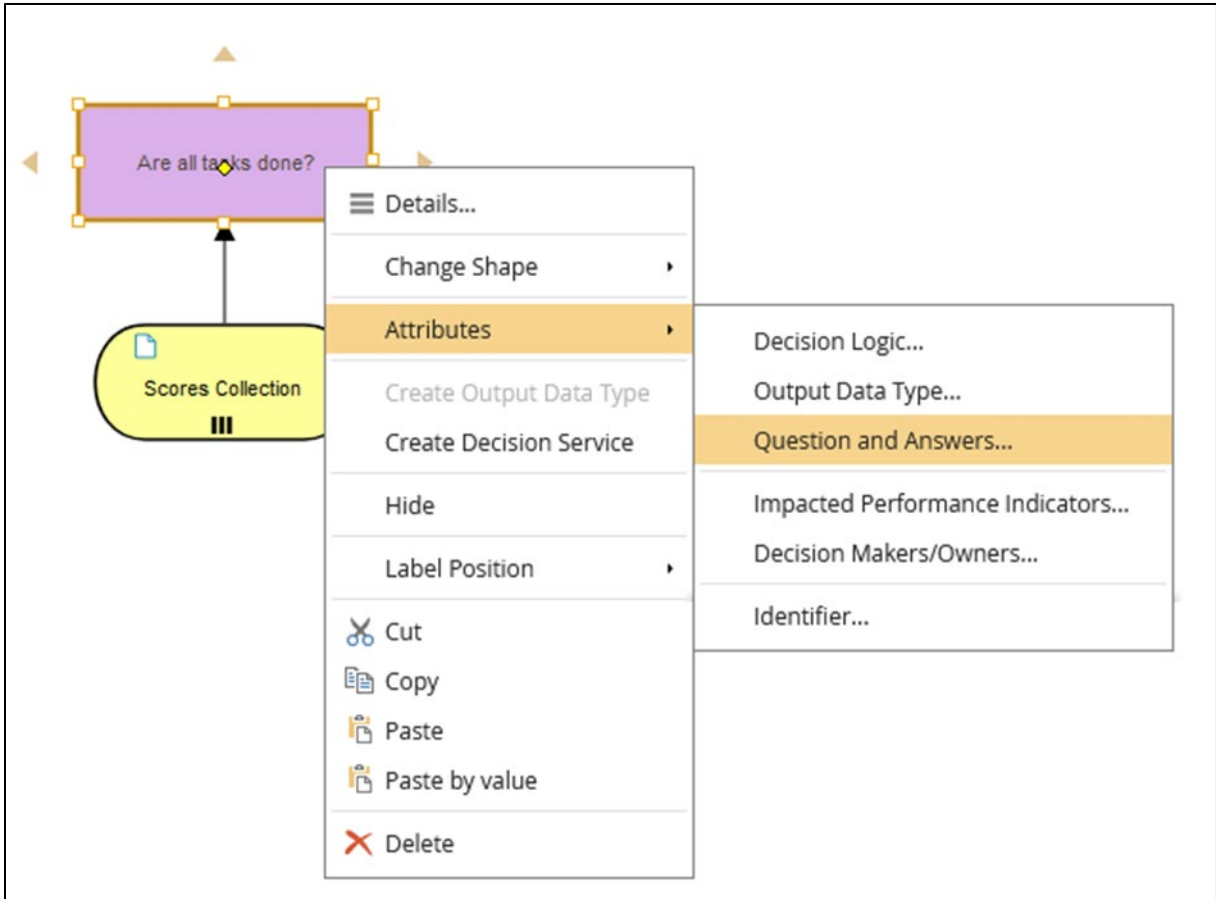 Are all tasks done?
Scores Collection
Details...
Change Shape
Attributes
Create Output Data Type
Create Decision Service
Hide
Label Position
Cut
Copy
Paste
Paste by value
Delete
Decision Logic...
Output Data Type...
Question and Answers...
Impacted Performance Indicators...
Decision Makers/Owners...
Identifier...